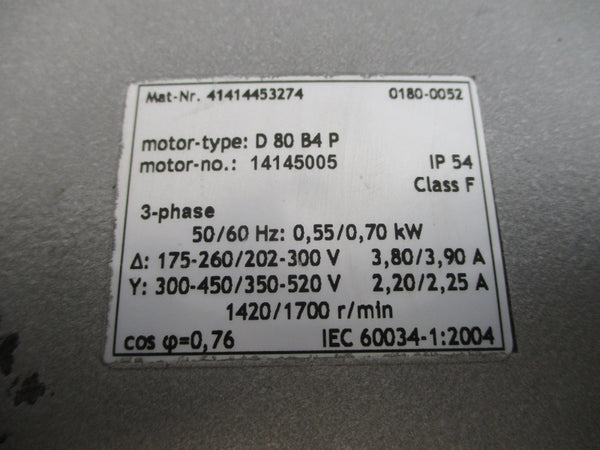 Mat-Nr. 41414453274 0180-0052
motor-type: D 80 B4 P
motor-no.: 14145005 IP 54
Class F
3-phase
50/60 Hz: 0,55/0,70 kW
Δ: 175-260/202-300 V 3,80/3,90 A
Y: 300-450/350-520 V 2,20/2,25 A
1420/1700 r/min
cos φ=0,76 IEC 60034-1:2004